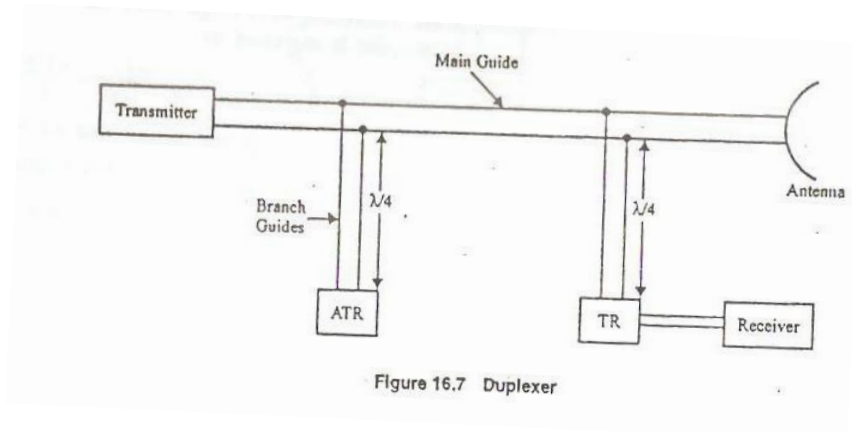 Main Guide
Transmitter
Antenna
Branch
Guides
λ/4
λ/4
ATR
TR
Receiver
Figure 16.7 Duplexer